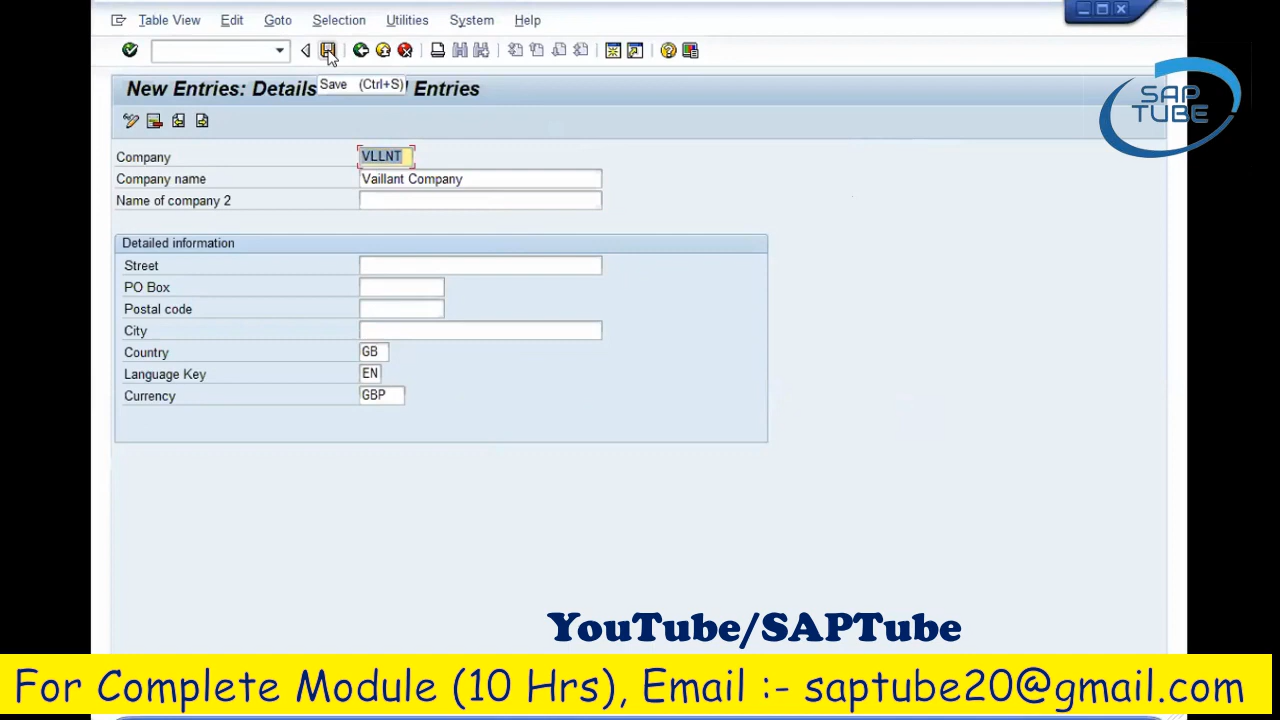 Table View Edit Goto Selection Utilities System Help
New Entries: Details Entries
Save (Ctrl+S)
SAP
TUBE
Company VLLNT
Company name Vaillant Company
Name of company 2
Detailed information
Street
PO Box
Postal code
City
Country GB
Language Key EN
Currency GBP
YouTube/SAPTube
For Complete Module (10 Hrs), Email :- saptube20@gmail.com